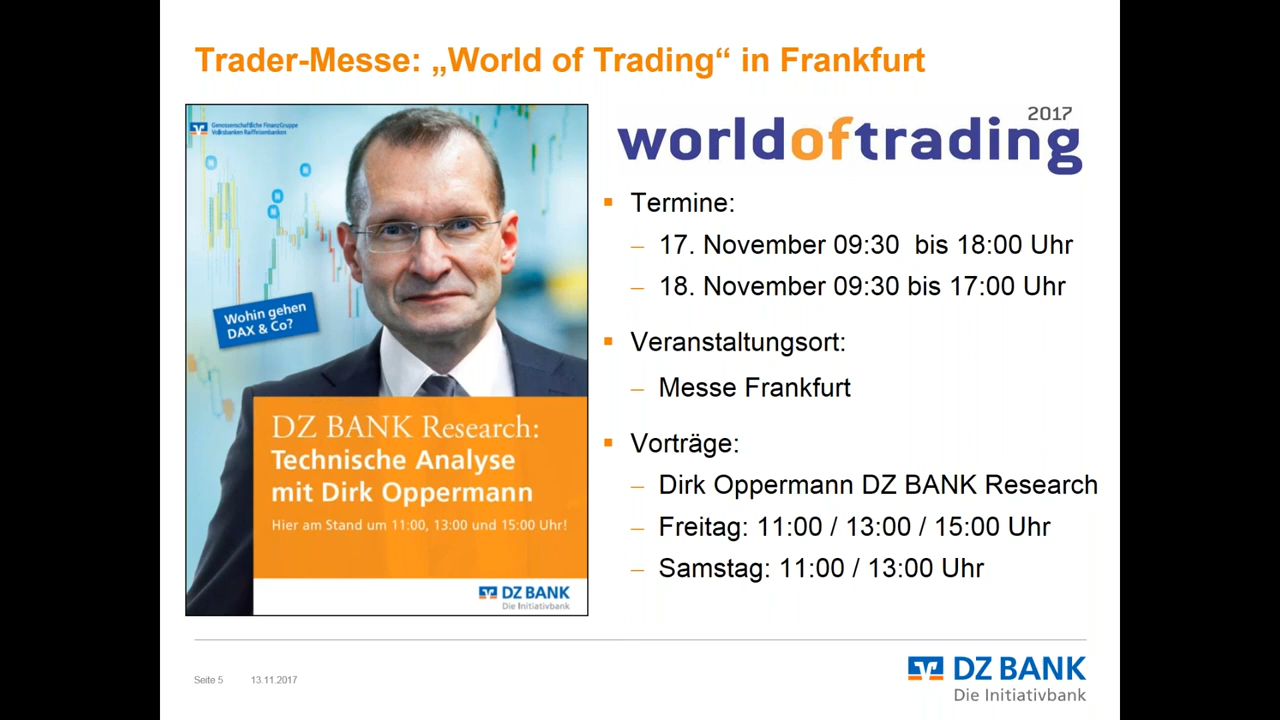 Trader-Messe: „World of Trading“ in Frankfurt
Genossenschaftliche FinanzGruppe
Volksbanken Raiffeisenbanken
Wohin gehen
DAX & Co?
DZ BANK Research:
Technische Analyse
mit Dirk Oppermann
Hier am Stand um 11:00, 13:00 und 15:00 Uhr!
DZ BANK
Die Initiativbank
2017
worldoftrading
Termine:
– 17. November 09:30 bis 18:00 Uhr
– 18. November 09:30 bis 17:00 Uhr
Veranstaltungsort:
– Messe Frankfurt
Vorträge:
– Dirk Oppermann DZ BANK Research
– Freitag: 11:00 / 13:00 / 15:00 Uhr
– Samstag: 11:00 / 13:00 Uhr
Seite 5 13.11.2017
DZ BANK
Die Initiativbank